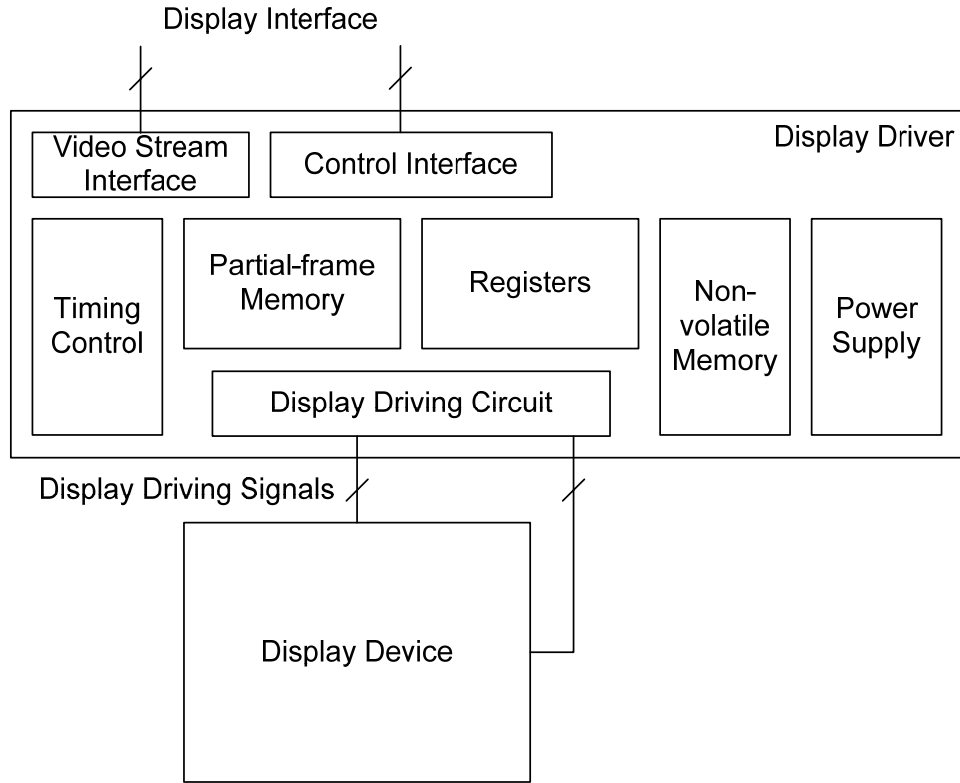 Display Interface
Display Driver
Video Stream
Interface
Control Interface
Timing
Control
Partial-frame
Memory
Registers
Non-
volatile
Memory
Power
Supply
Display Driving Circuit
Display Driving Signals
Display Device